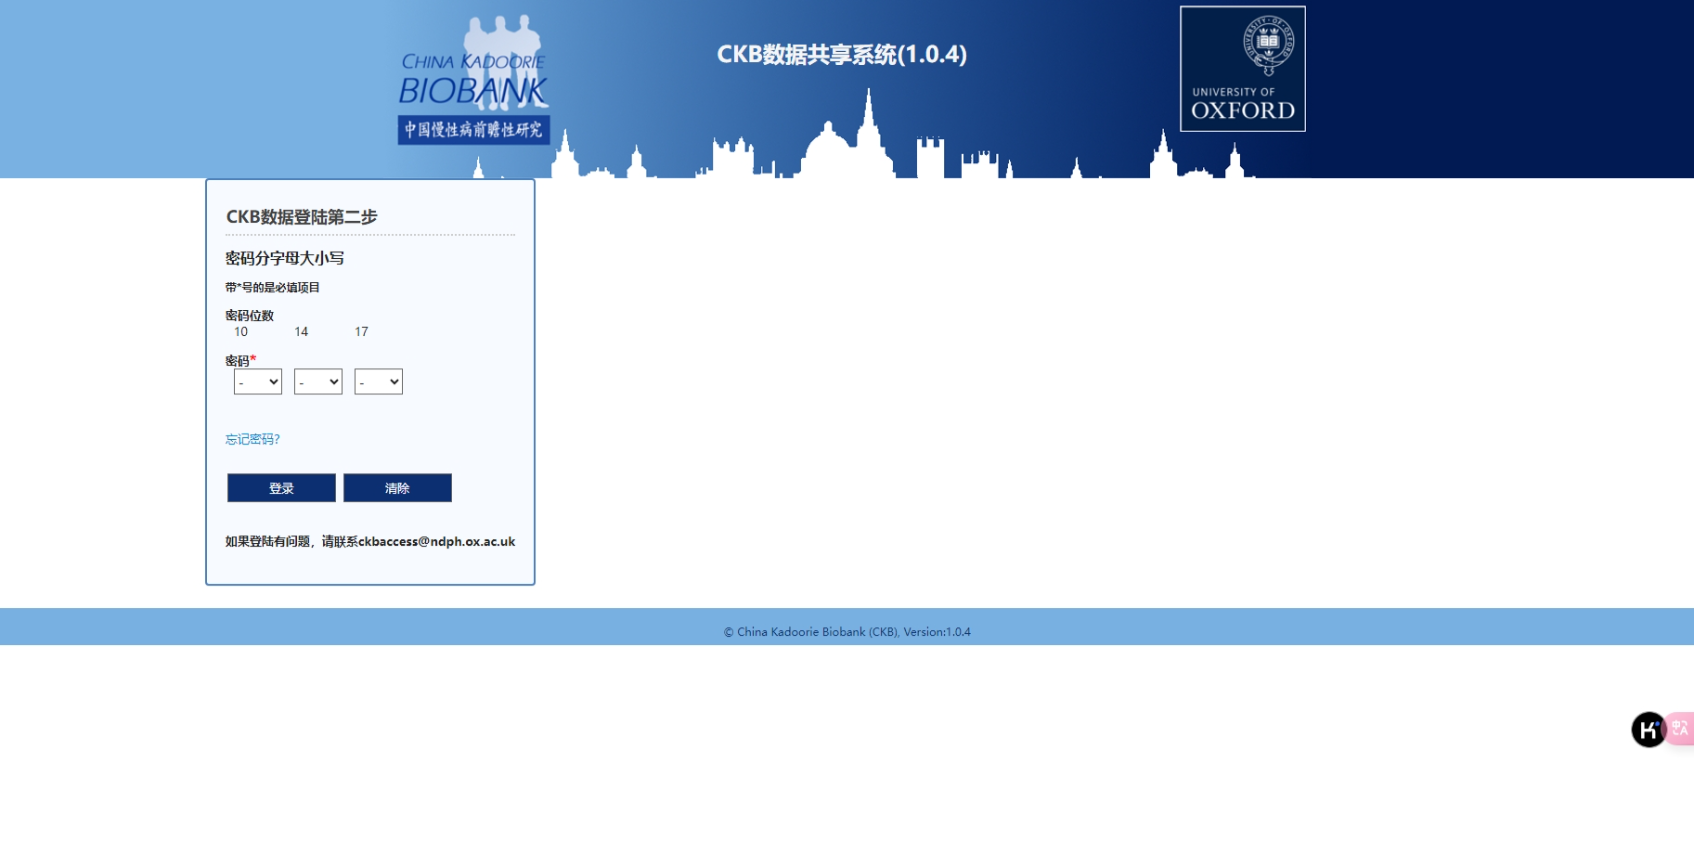 CHINA KADOORIE
BIOBANK
中国慢性病前瞻性研究
CKB数据共享系统(1.0.4)
UNIVERSITY OF
OXFORD
CKB数据登陆第二步
密码分字母大小写
带*号的是必填项目
密码位数
10 14 17
密码*
- - -
忘记密码?
登录 清除
如果登陆有问题，请联系ckbaccess@ndph.ox.ac.uk
© China Kadoorie Biobank (CKB), Version:1.0.4